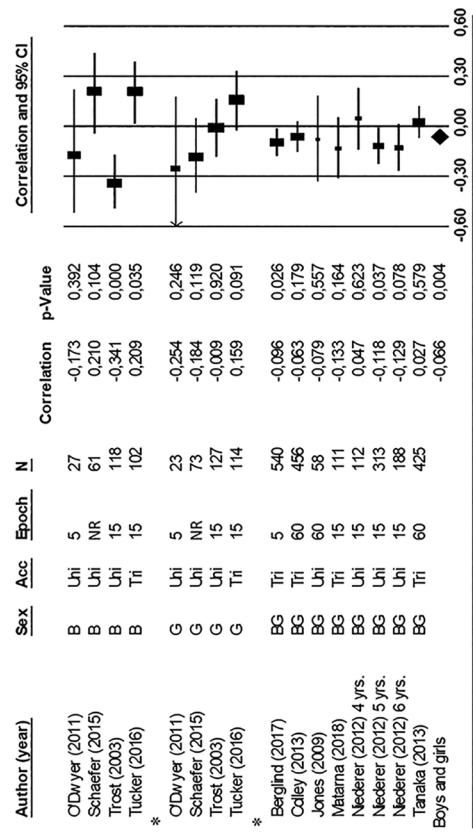 Author (year) Sex Acc Epoch N Correlation p-Value Correlation and 95% CI
O'Dwyer (2011) B Uni 5 27 -0,173 0,392
Schaefer (2015) B Uni NR 61 0,210 0,104
Trost (2003) B Uni 15 118 -0,341 0,000
Tucker (2016) B Tri 15 102 0,209 0,035
*
O'Dwyer (2011) G Uni 5 23 -0,254 0,246
Schaefer (2015) G Uni NR 73 -0,184 0,119
Trost (2003) G Uni 15 127 -0,009 0,920
Tucker (2016) G Tri 15 114 0,159 0,091
*
Berglind (2017) BG Tri 5 540 -0,096 0,026
Colley (2013) BG Tri 60 456 -0,063 0,179
Jones (2009) BG Uni 60 58 -0,079 0,557
Matarma (2018) BG Tri 15 111 -0,133 0,164
Niederer (2012) 4 yrs. BG Uni 15 112 0,047 0,623
Niederer (2012) 5 yrs. BG Uni 15 313 -0,118 0,037
Niederer (2012) 6 yrs. BG Uni 15 188 -0,129 0,078
Tanaka (2013) BG Tri 60 425 0,027 0,579
Boys and girls -0,066 0,004
-0,60 -0,30 0,00 0,30 0,60